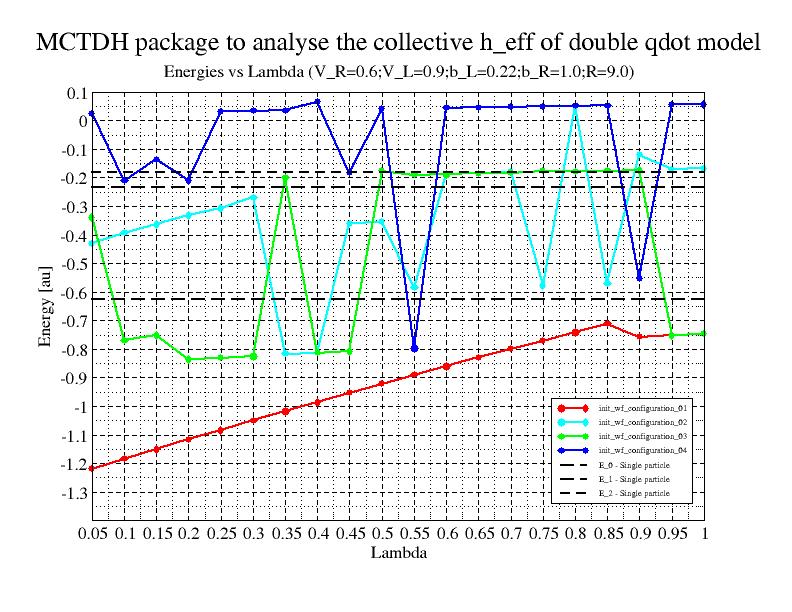 MCTDH package to analyse the collective h_eff of double qdot model
Energies vs Lambda (V_R=0.6;V_L=0.9;b_L=0.22;b_R=1.0;R=9.0)
0.1
0
-0.1
-0.2
-0.3
-0.4
-0.5
-0.6
-0.7
-0.8
-0.9
-1
-1.1
-1.2
-1.3
Energy [au]
0.05 0.1 0.15 0.2 0.25 0.3 0.35 0.4 0.45 0.5 0.55 0.6 0.65 0.7 0.75 0.8 0.85 0.9 0.95 1
Lambda
init_wf_configuration_01
init_wf_configuration_02
init_wf_configuration_03
init_wf_configuration_04
E_0 - Single particle
E_1 - Single particle
E_2 - Single particle